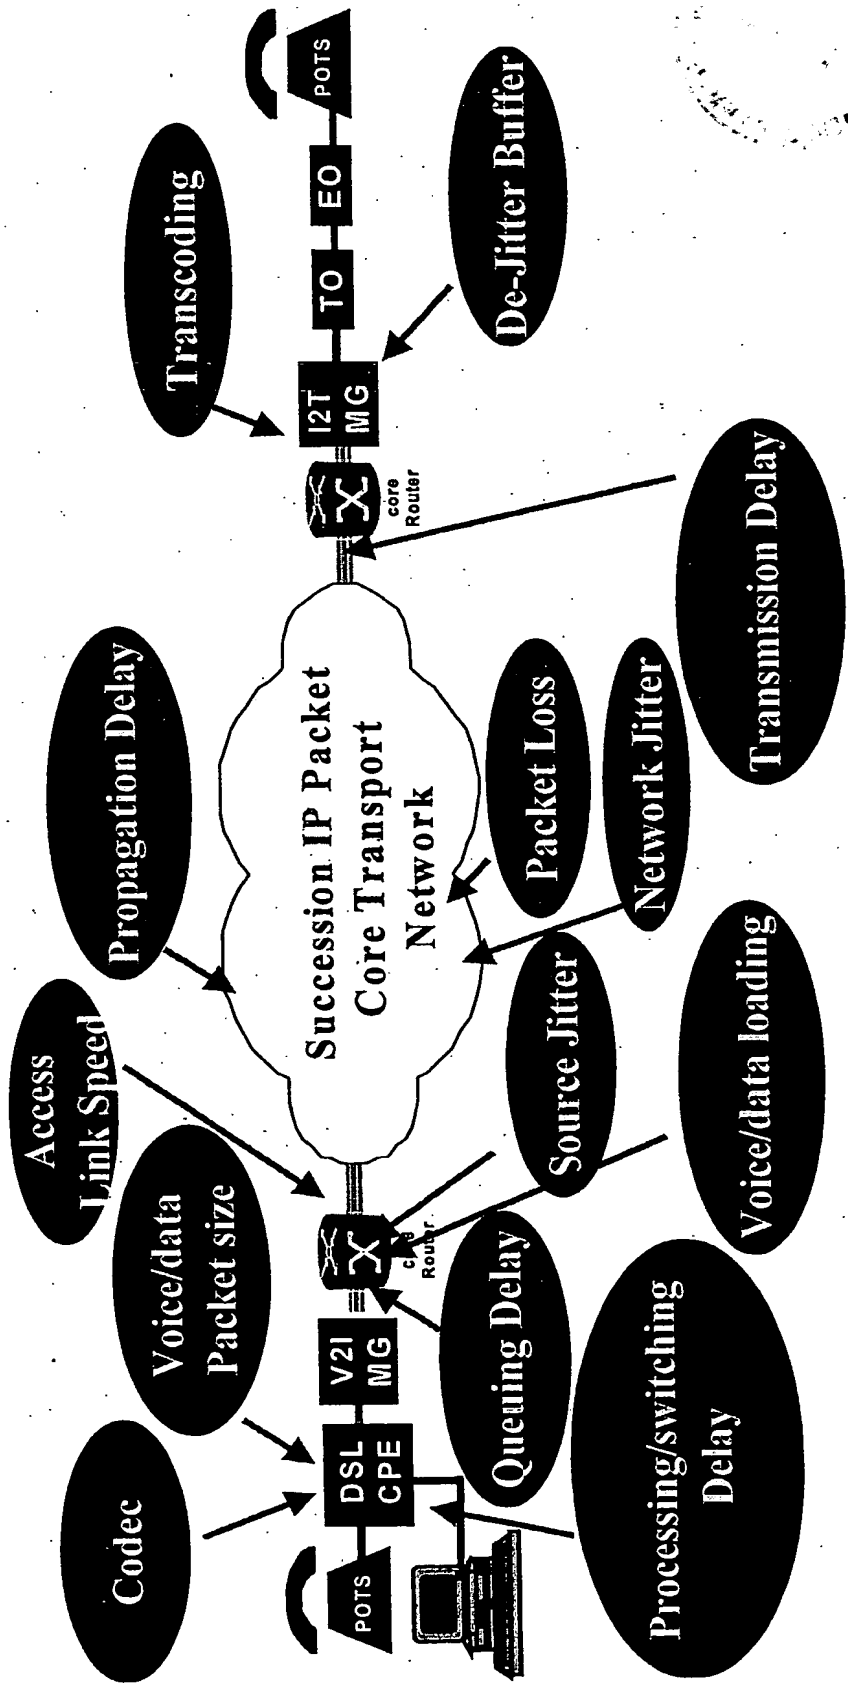 Codec
Voice/data
Packet size
Access
Link Speed
Propagation Delay
Transcoding
POTS
DSL
CPE
V2I
MG
Router
Succession IP Packet
Core Transport
Network
core
Router
I2T
MG
TO
EO
POTS
Processing/switching
Delay
Queuing Delay
Voice/data loading
Source Jitter
Network Jitter
Packet Loss
Transmission Delay
De-Jitter Buffer